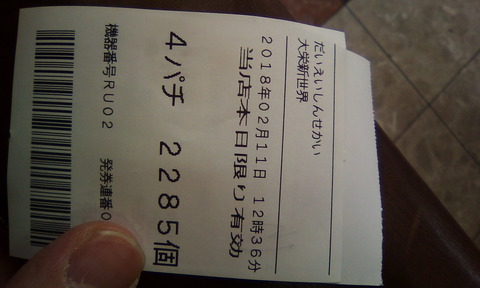 だいえいしんせかい
大栄新世界
2018年02月11日 12時36分
当店本日限り有効
4パチ 2285個
機器番号RU02 発券連番0